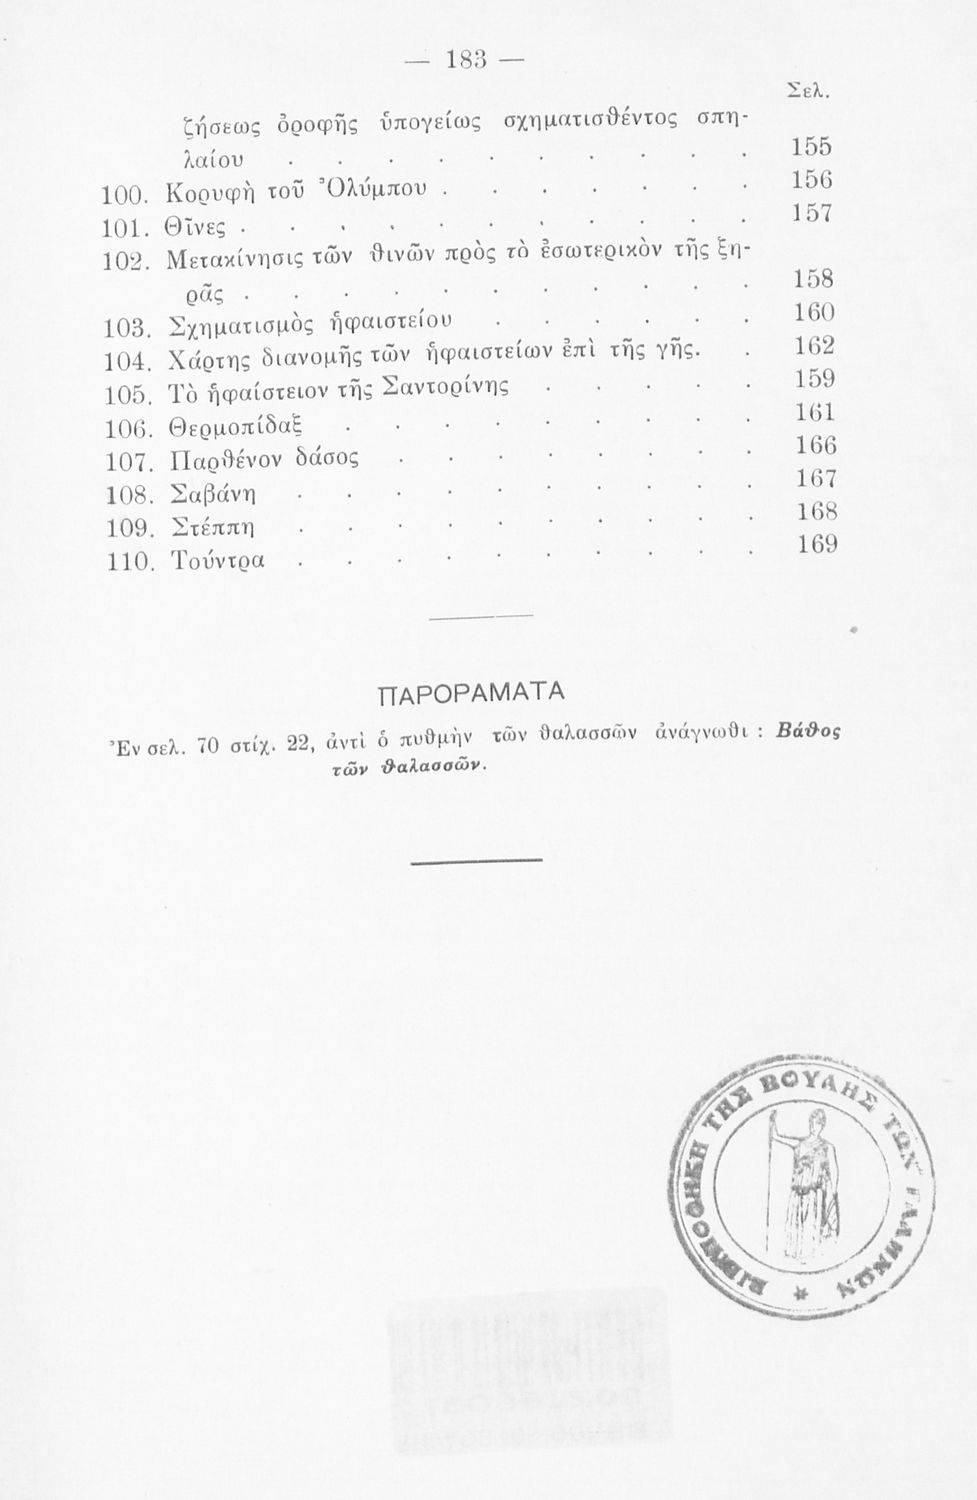 — 183 —
Σελ.
ζήσεως ὀροφῆς ὑπογείως σχηματισθέντος σπη-
λαίου . . . . . . . . . . 155
100. Κορυφὴ τοῦ Ὀλύμπου . . . . . . . 156
101. Θῖνες . . . . . . . . . . . 157
102. Μετακίνησις τῶν θινῶν πρὸς τὸ ἐσωτερικὸν τῆς ξη-
ρᾶς . . . . . . . . . . . 158
103. Σχηματισμὸς ἡφαιστείου . . . . . . 160
104. Χάρτης διανομῆς τῶν ἡφαιστείων ἐπὶ τῆς γῆς. . 162
105. Τὸ ἡφαίστειον τῆς Σαντορίνης . . . . . 159
106. Θερμοπίδαξ . . . . . . . . . 161
107. Παρθένον δάσος . . . . . . . . 166
108. Σαβάνη . . . . . . . . . . 167
109. Στέππη . . . . . . . . . . 168
110. Τούντρα . . . . . . . . . . 169
ΠΑΡΟΡΑΜΑΤΑ
Ἐν σελ. 70 στίχ. 22, ἀντὶ ὁ πυθμὴν τῶν θαλασσῶν ἀνάγνωθι : Βάθος
τῶν θαλασσῶν.
ΒΙΒΛΙΟΘΗΚΗ ΤΗΣ ΒΟΥΛΗΣ ΤΩΝ ΕΛΛΗΝΩΝ